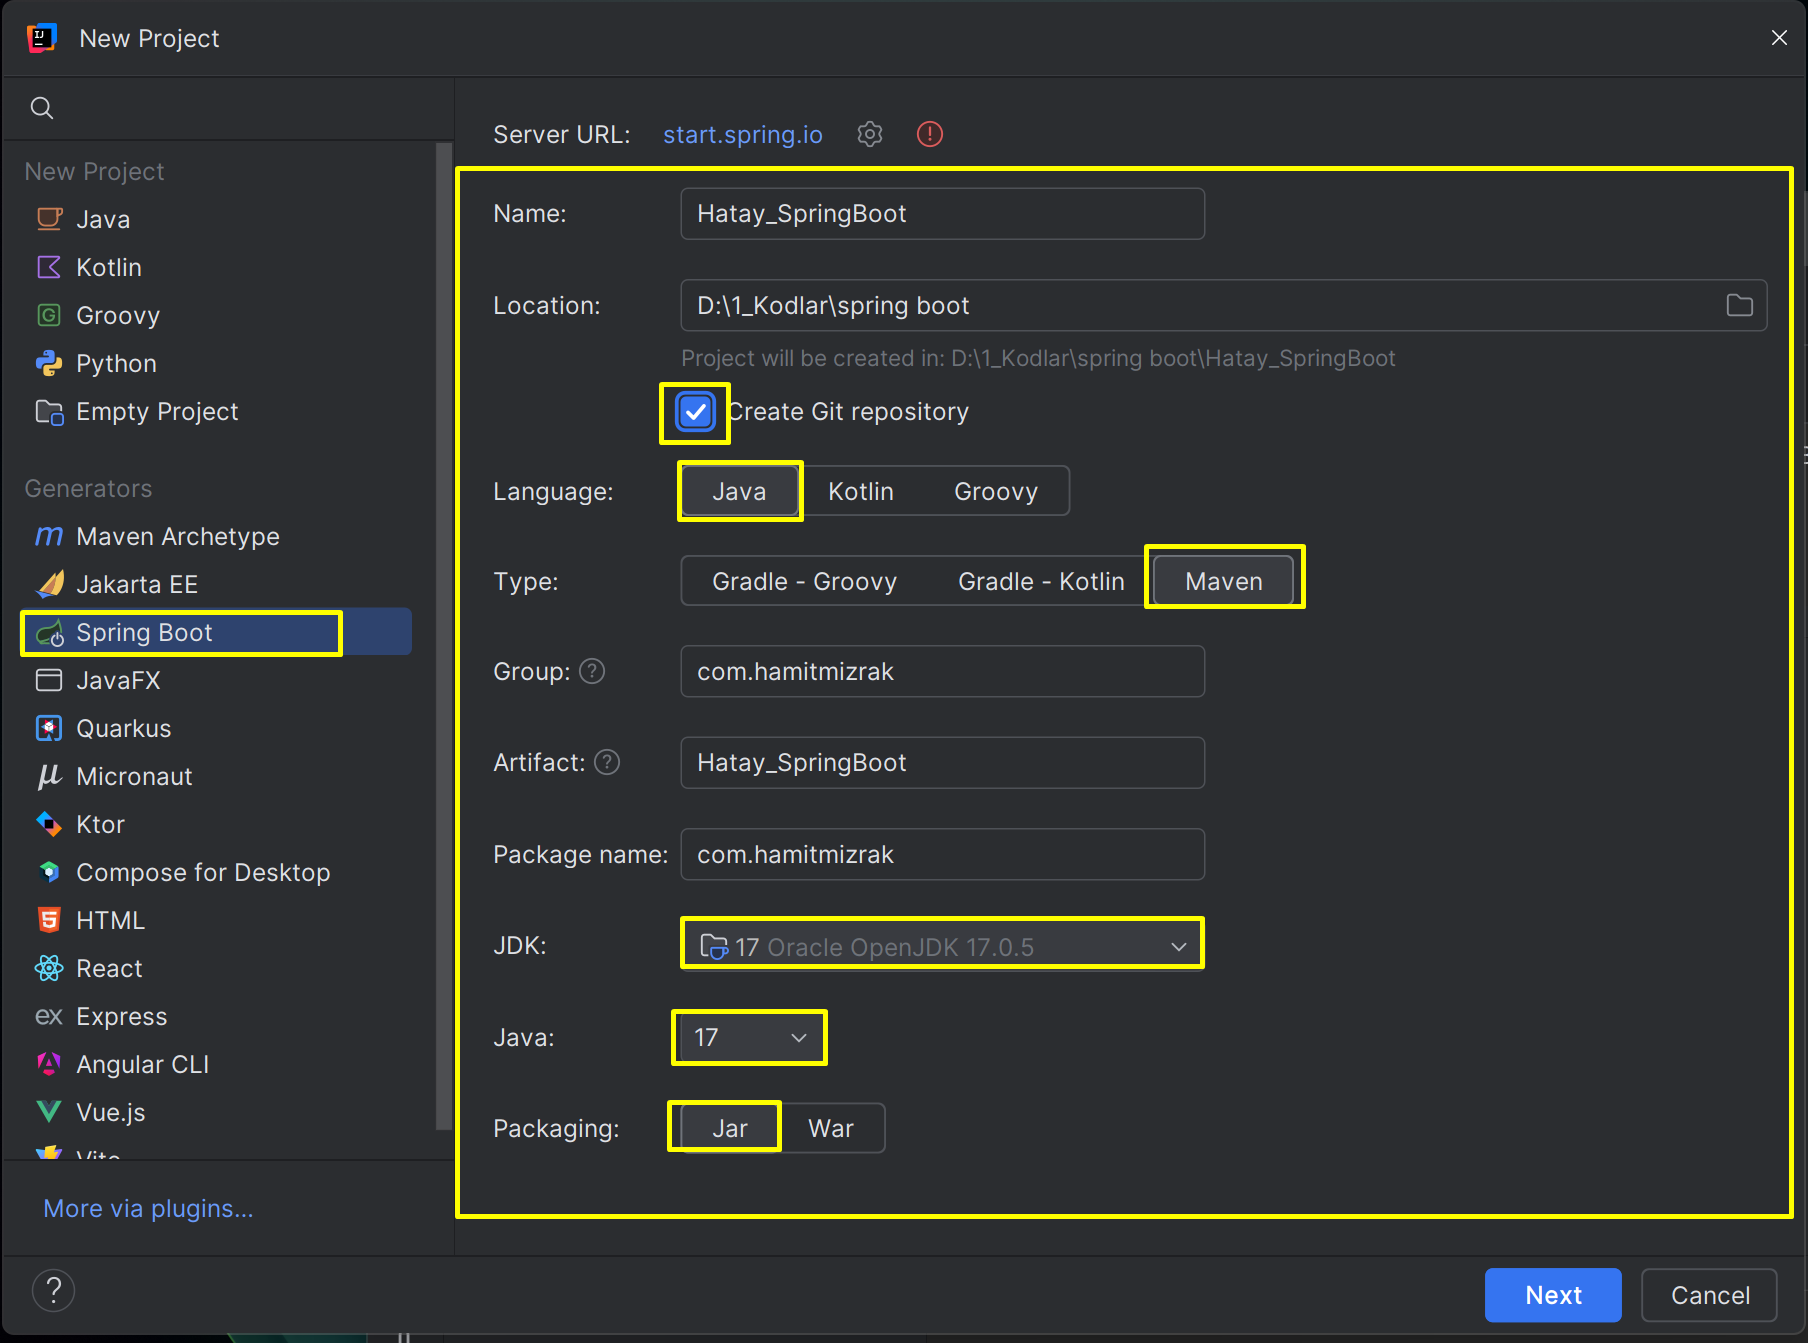 New Project
New Project
Java
Kotlin
Groovy
Python
Empty Project
Generators
Maven Archetype
Jakarta EE
Spring Boot
JavaFX
Quarkus
Micronaut
Ktor
Compose for Desktop
HTML
React
Express
Angular CLI
Vue.js
Vite
More via plugins...
Server URL: start.spring.io
Name: Hatay_SpringBoot
Location: D:\1_Kodlar\spring boot
Project will be created in: D:\1_Kodlar\spring boot\Hatay_SpringBoot
Create Git repository
Language: Java Kotlin Groovy
Type: Gradle - Groovy Gradle - Kotlin Maven
Group: ? com.hamitmizrak
Artifact: ? Hatay_SpringBoot
Package name: com.hamitmizrak
JDK: 17 Oracle OpenJDK 17.0.5
Java: 17
Packaging: Jar War
? Next Cancel